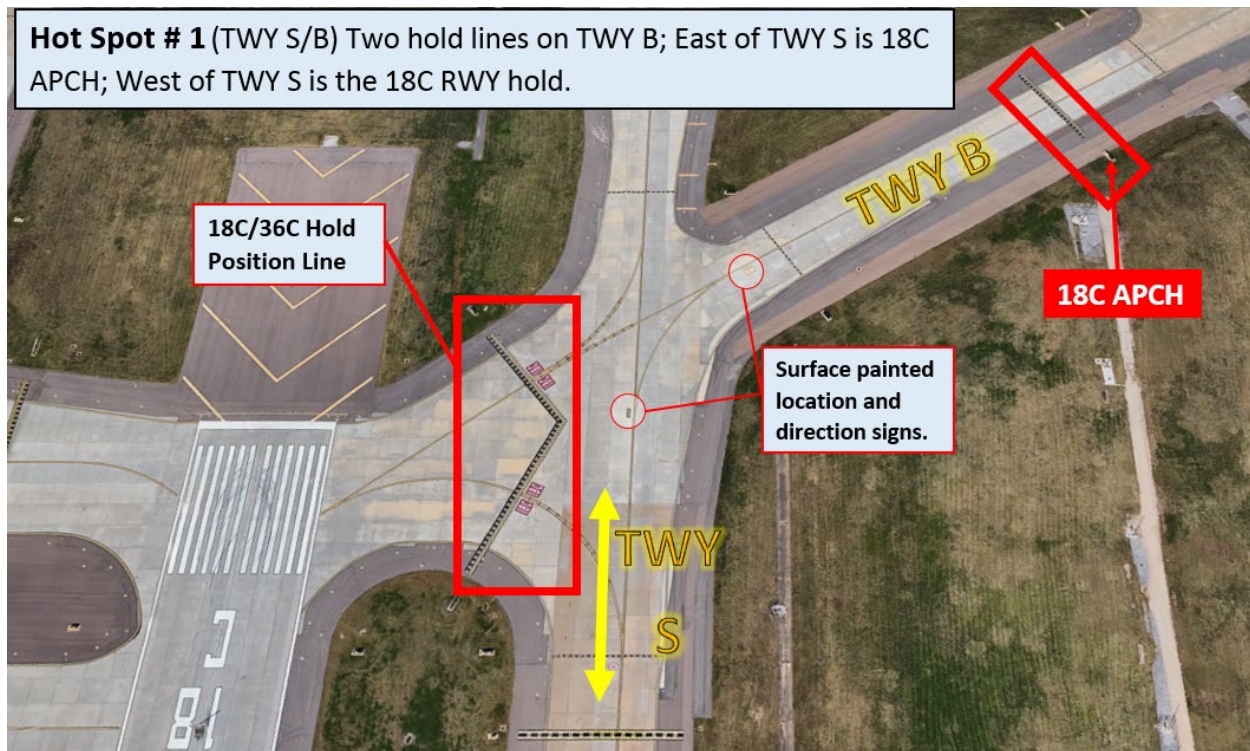 Hot Spot # 1 (TWY S/B) Two hold lines on TWY B; East of TWY S is 18C
APCH; West of TWY S is the 18C RWY hold.
TWY B
18C/36C Hold
Position Line
18C APCH
Surface painted
location and
direction signs.
TWY
S
C
18